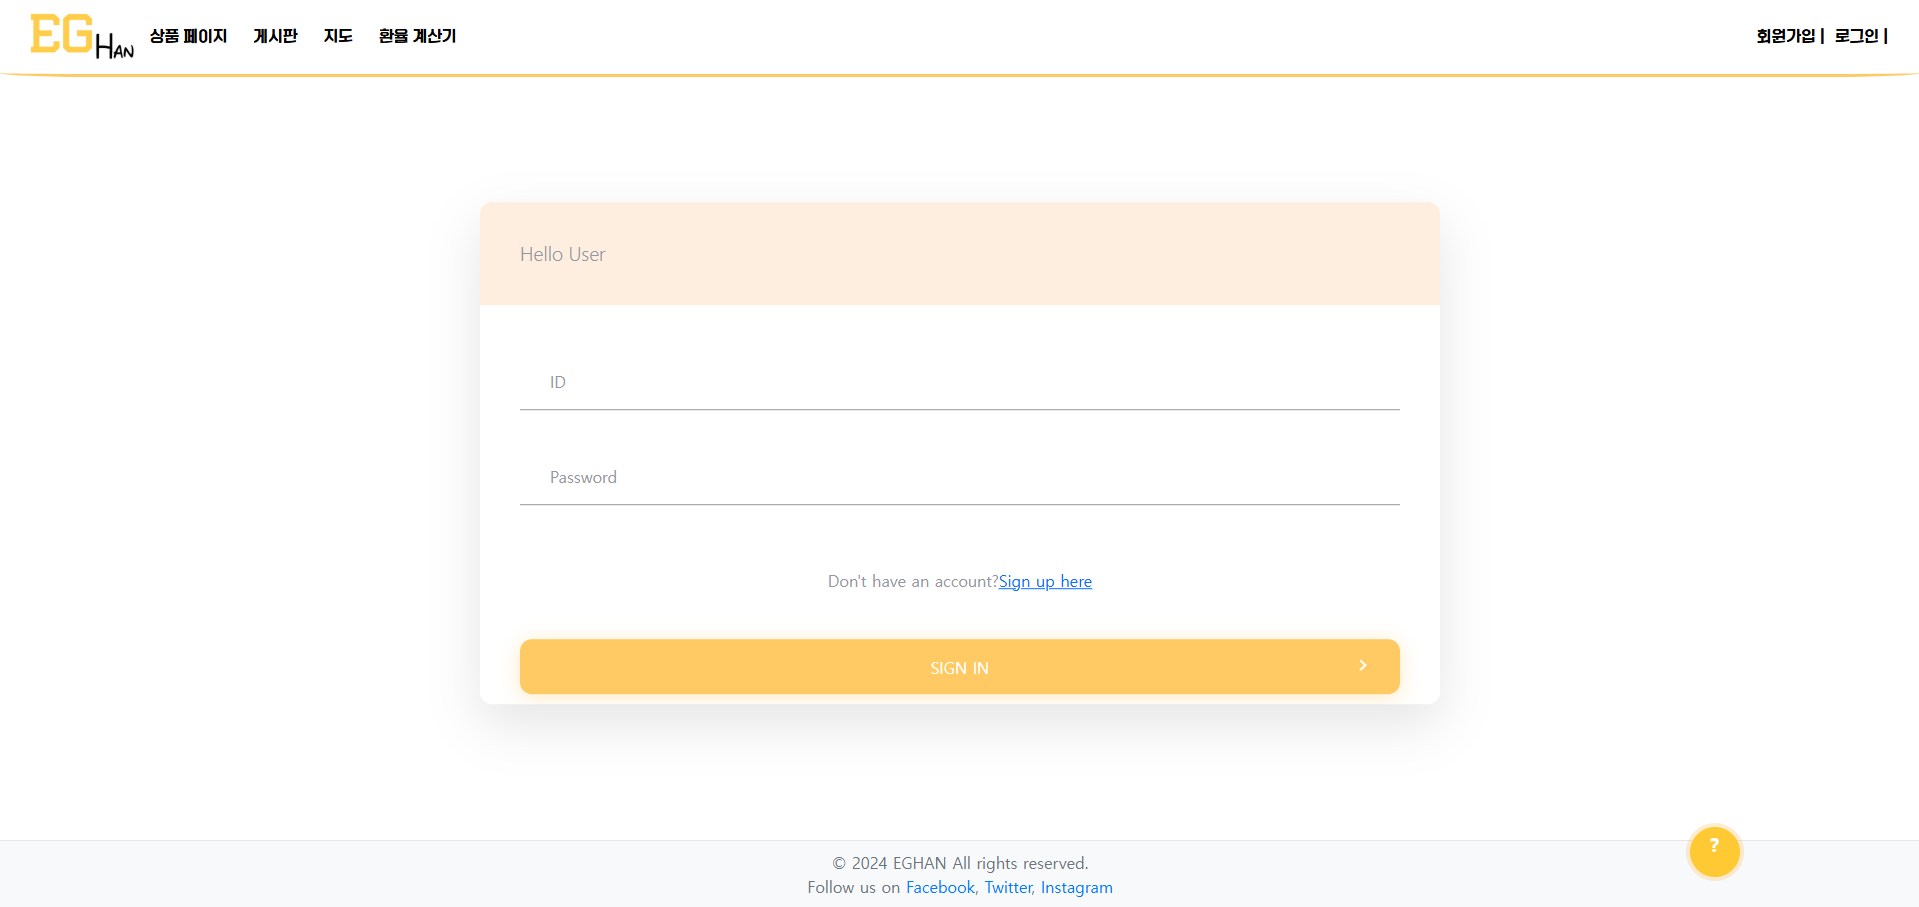 EG HAN 상품 페이지 게시판 지도 환율 계산기 회원가입 | 로그인 |
Hello User
ID
Password
Don't have an account?Sign up here
SIGN IN
?
© 2024 EGHAN All rights reserved.
Follow us on Facebook, Twitter, Instagram